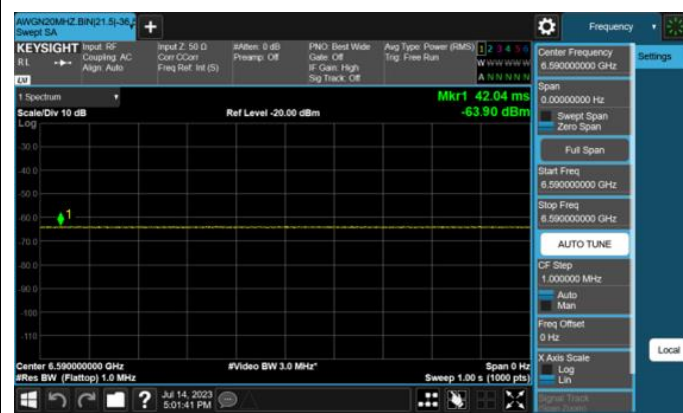 AWGN20MHZ.BIN|21.5|-36.
Swept SA
Frequency
KEYSIGHT
RL
Input: RF
Coupling: AC
Align: Auto
Input Z: 50 Ω
Corr CCorr
Freq Ref: Int (S)
#Atten: 0 dB
Preamp: Off
PNO: Best Wide
Gate: Off
IF Gain: High
Sig Track: Off
Avg Type: Power (RMS)
Trig: Free Run
1 2 3 4 5 6
W W W W W W
A N N N N N
1 Spectrum
Scale/Div 10 dB
Ref Level -20.00 dBm
Mkr1 42.04 ms
-63.90 dBm
Log
-30.0
-40.0
-50.0
-60.0
-70.0
-80.0
-90.0
-100
-110
1
Center 6.590000000 GHz
#Res BW (Flattop) 1.0 MHz
#Video BW 3.0 MHz*
Span 0 Hz
Sweep 1.00 s (1000 pts)
Jul 14, 2023
5:01:41 PM
Center Frequency
6.590000000 GHz
Span
0.00000000 Hz
Swept Span
Zero Span
Full Span
Start Freq
6.590000000 GHz
Stop Freq
6.590000000 GHz
AUTO TUNE
CF Step
1.000000 MHz
Auto
Man
Freq Offset
0 Hz
X Axis Scale
Log
Lin
Signal Track
(Span Zoom)
Settings
Local